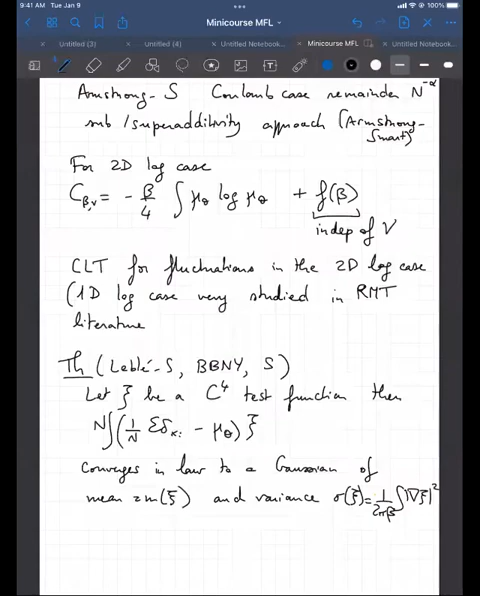 9:41 AM Tue Jan 9
100%
Minicourse MFL
Untitled (3)
Untitled (4)
Untitled Notebook...
Minicourse MFL
Untitled Notebook...
Armstrong-S Coulomb case remainder N^{-α}
sub/superadditivity approach (Armstrong-
Smart)
For 2D log case
C_{β,V} = -β/4 ∫ μ_θ log μ_θ + f(β)
indep of V
CLT for fluctuations in the 2D log case
(1D log case very studied in RMT
literature
Th (Leblé-S, BBNY, S)
Let ξ be a C^4 test function then
N∫(1/N Σδ_{x_i} - μ_θ) ξ
Converges in law to a Gaussian of
mean m(ξ) and variance σ(ξ)=1/2πβ ∫|∇ξ|^2